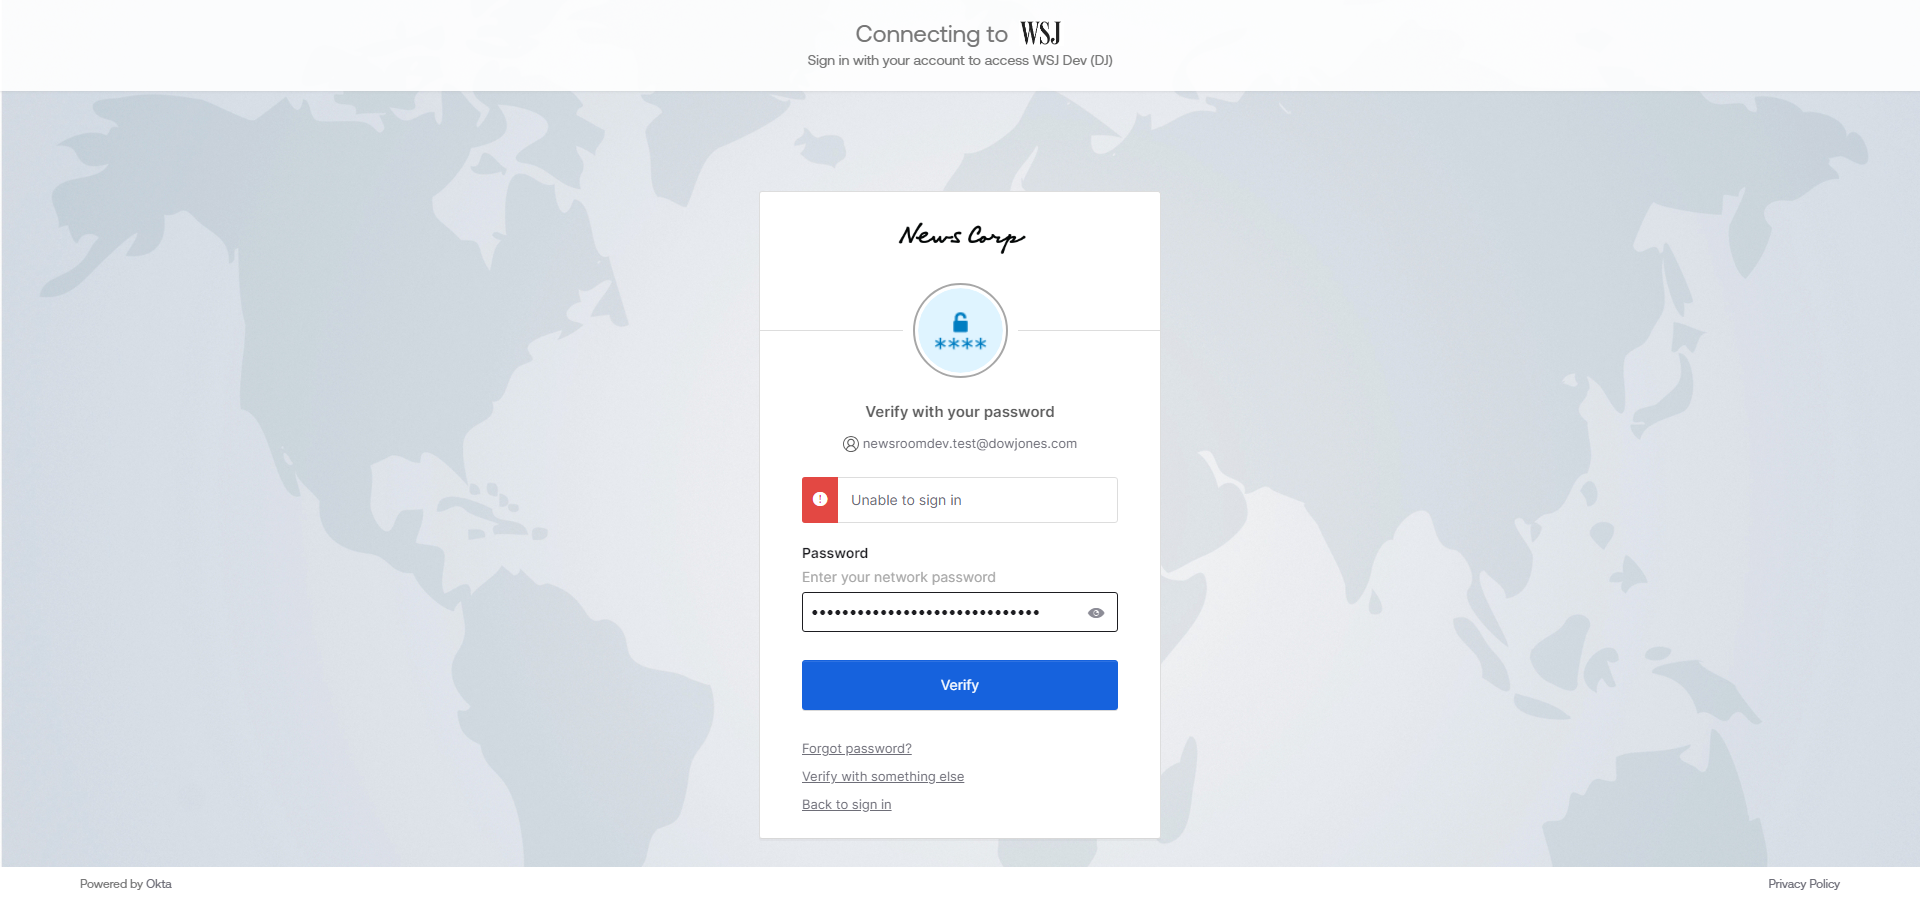 Connecting to WSJ
Sign in with your account to access WSJ Dev (DJ)
News Corp
****
Verify with your password
newsroomdev.test@dowjones.com
Unable to sign in
Password
Enter your network password
••••••••••••••••••••••••••••••
Verify
Forgot password?
Verify with something else
Back to sign in
Powered by Okta
Privacy Policy